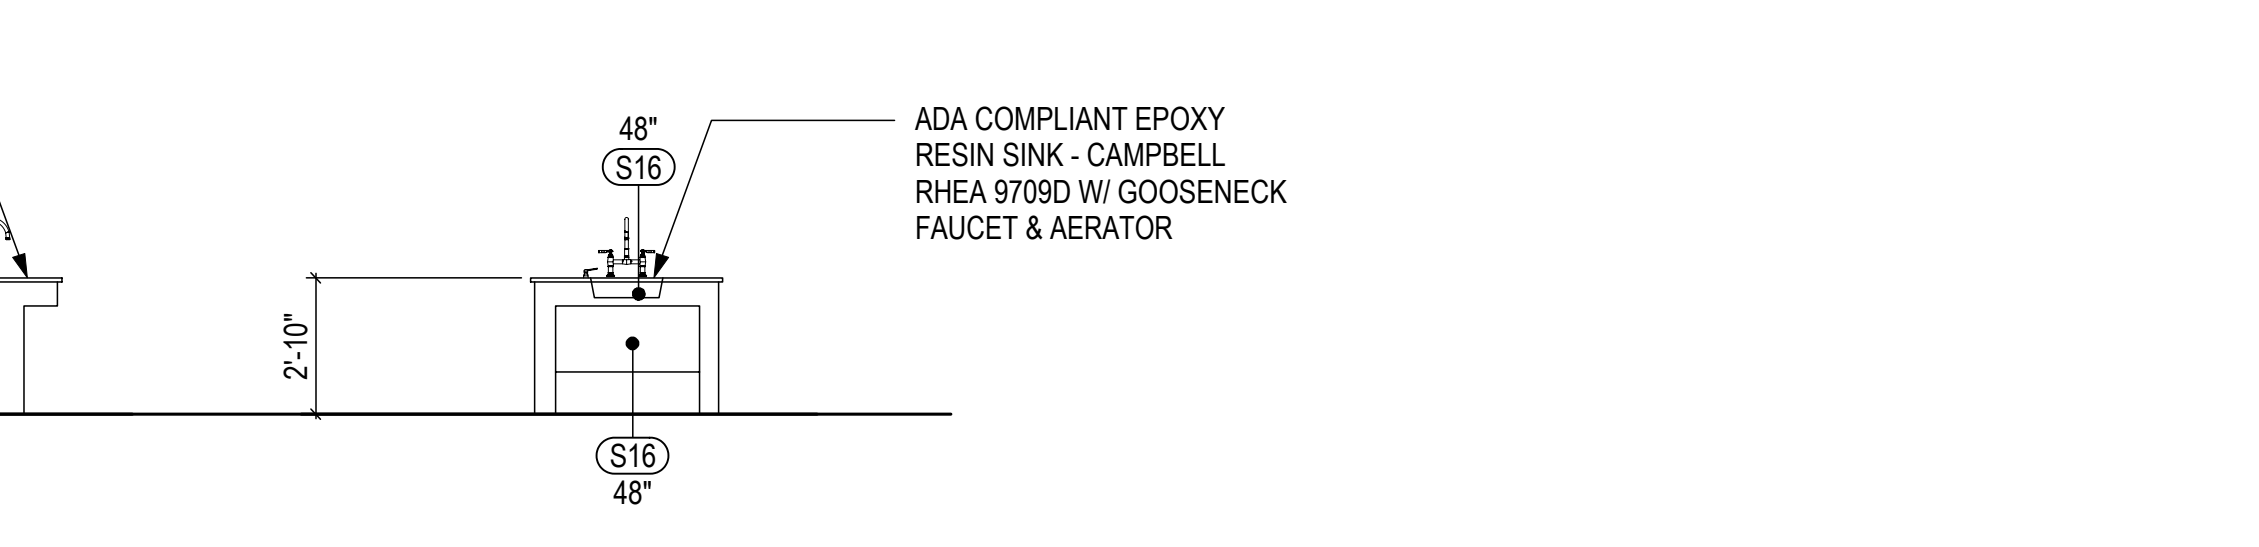 48"
S16
ADA COMPLIANT EPOXY
RESIN SINK - CAMPBELL
RHEA 9709D W/ GOOSENECK
FAUCET & AERATOR
2'-10"
S16
48"